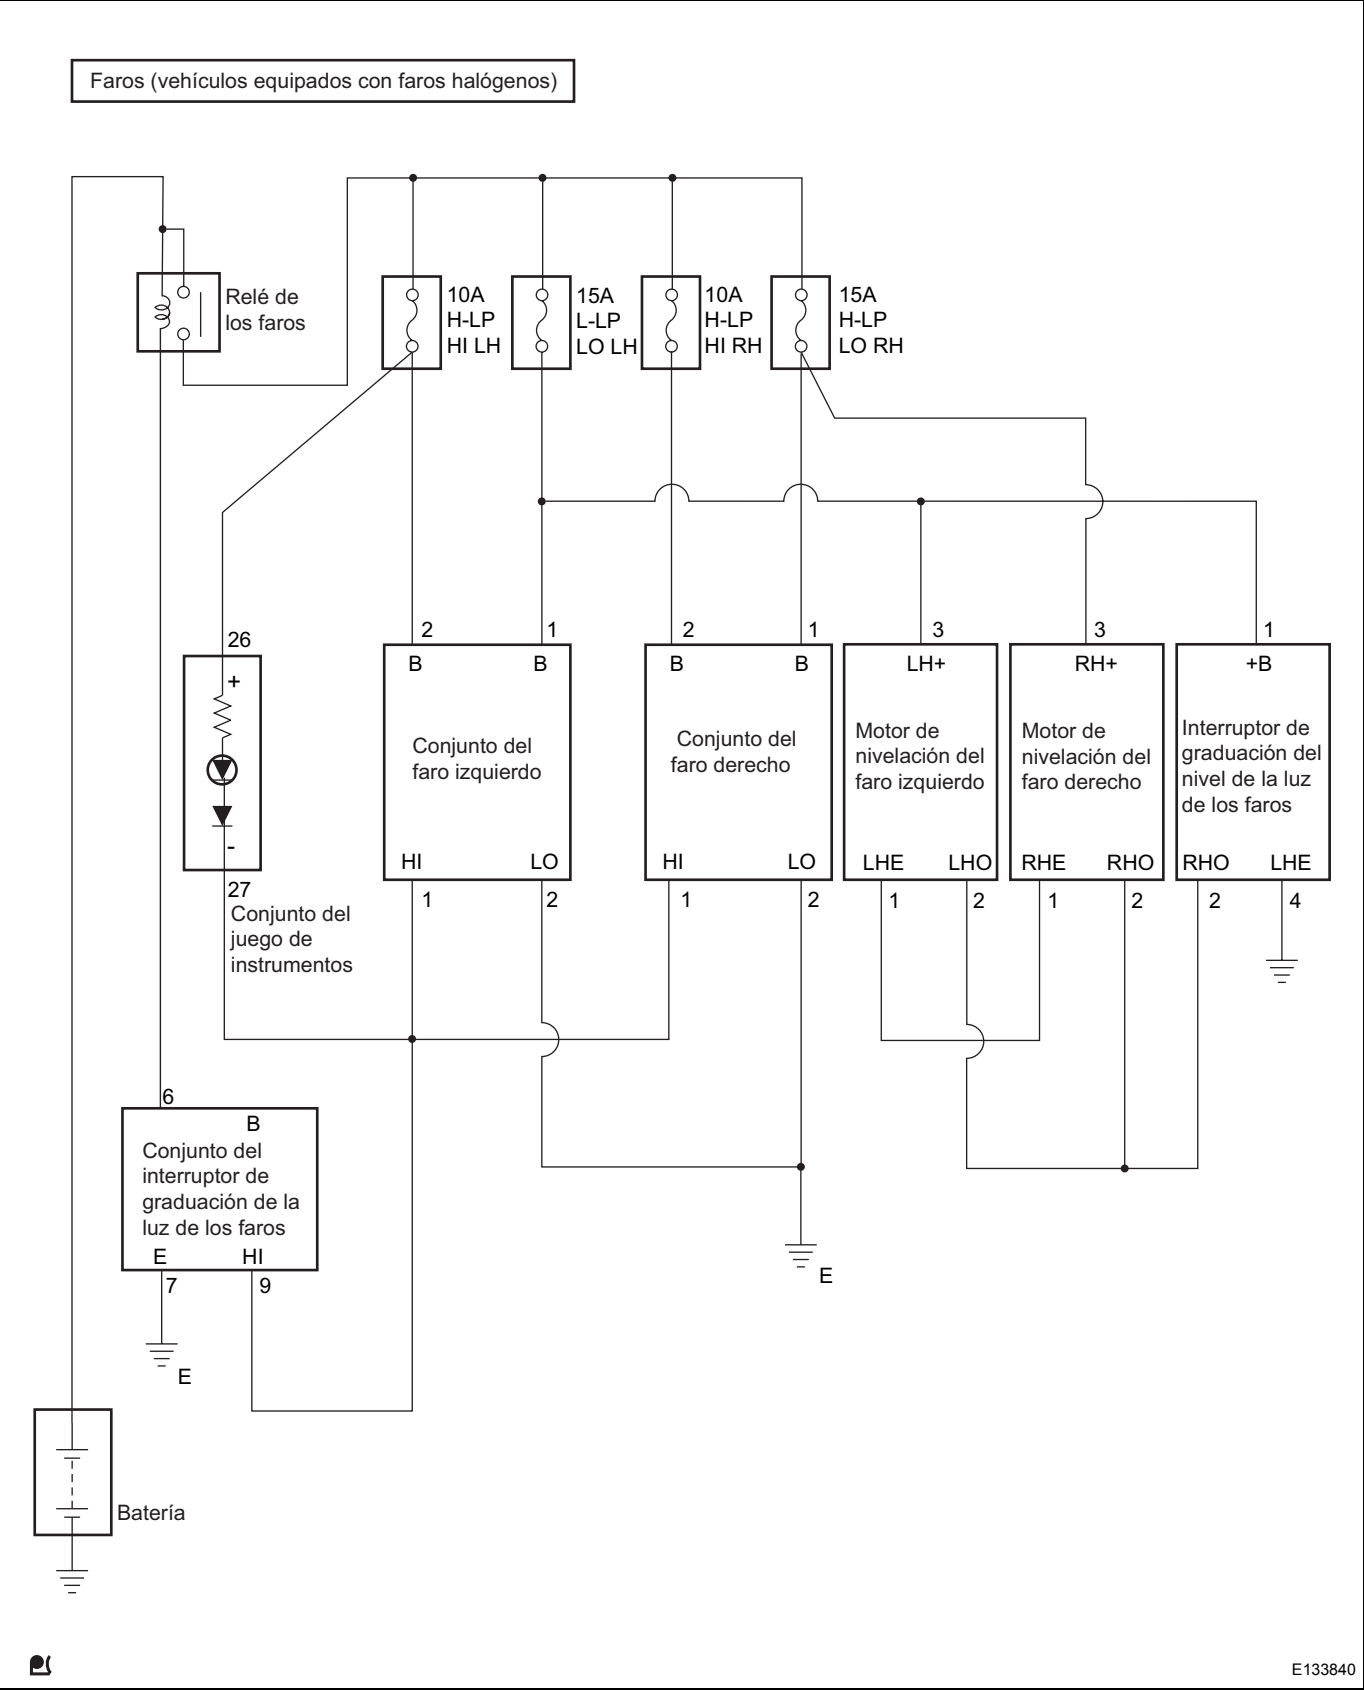 Faros (vehículos equipados con faros halógenos)
Relé de
los faros
10A
H-LP
HI LH
15A
L-LP
LO LH
10A
H-LP
HI RH
15A
H-LP
LO RH
26
+
-
27
Conjunto del
juego de
instrumentos
2
1
B
B
Conjunto del
faro izquierdo
HI
LO
1
2
2
1
B
B
Conjunto del
faro derecho
HI
LO
1
2
3
LH+
Motor de
nivelación del
faro izquierdo
LHE
LHO
1
2
3
RH+
Motor de
nivelación del
faro derecho
RHE
RHO
1
2
1
+B
Interruptor de
graduación del
nivel de la luz
de los faros
RHO
LHE
2
4
6
B
Conjunto del
interruptor de
graduación de la
luz de los faros
E
HI
7
9
E
E
Batería
E133840